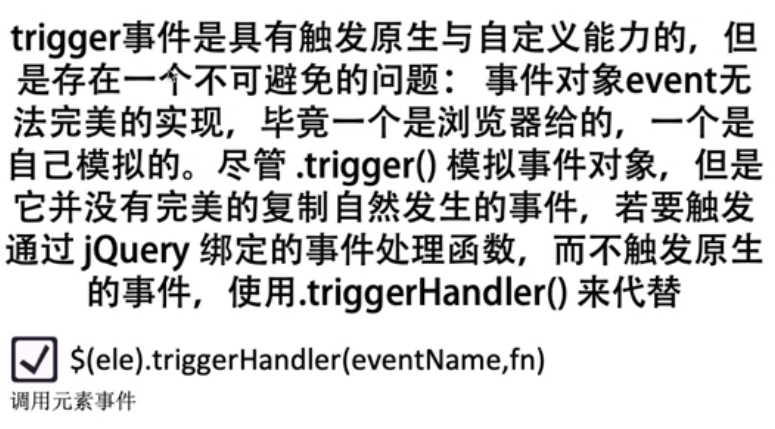 trigger事件是具有触发原生与自定义能力的，但
是存在一个不可避免的问题： 事件对象event无
法完美的实现，毕竟一个是浏览器给的，一个是
自己模拟的。尽管 .trigger() 模拟事件对象，但是
它并没有完美的复制自然发生的事件，若要触发
通过 jQuery 绑定的事件处理函数，而不触发原生
的事件，使用.triggerHandler() 来代替
$(ele).triggerHandler(eventName,fn)
调用元素事件